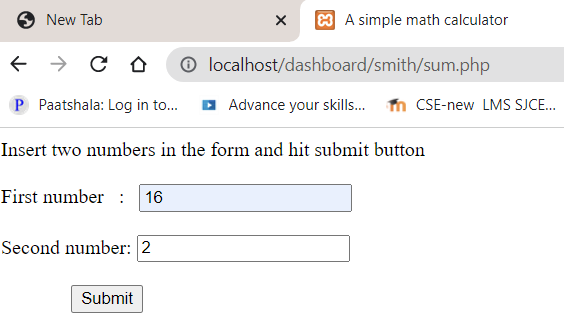 New Tab
A simple math calculator
localhost/dashboard/smith/sum.php
P Paatshala: Log in to...
Advance your skills...
CSE-new LMS SJCE...
Insert two numbers in the form and hit submit button
First number : 16
Second number: 2
Submit